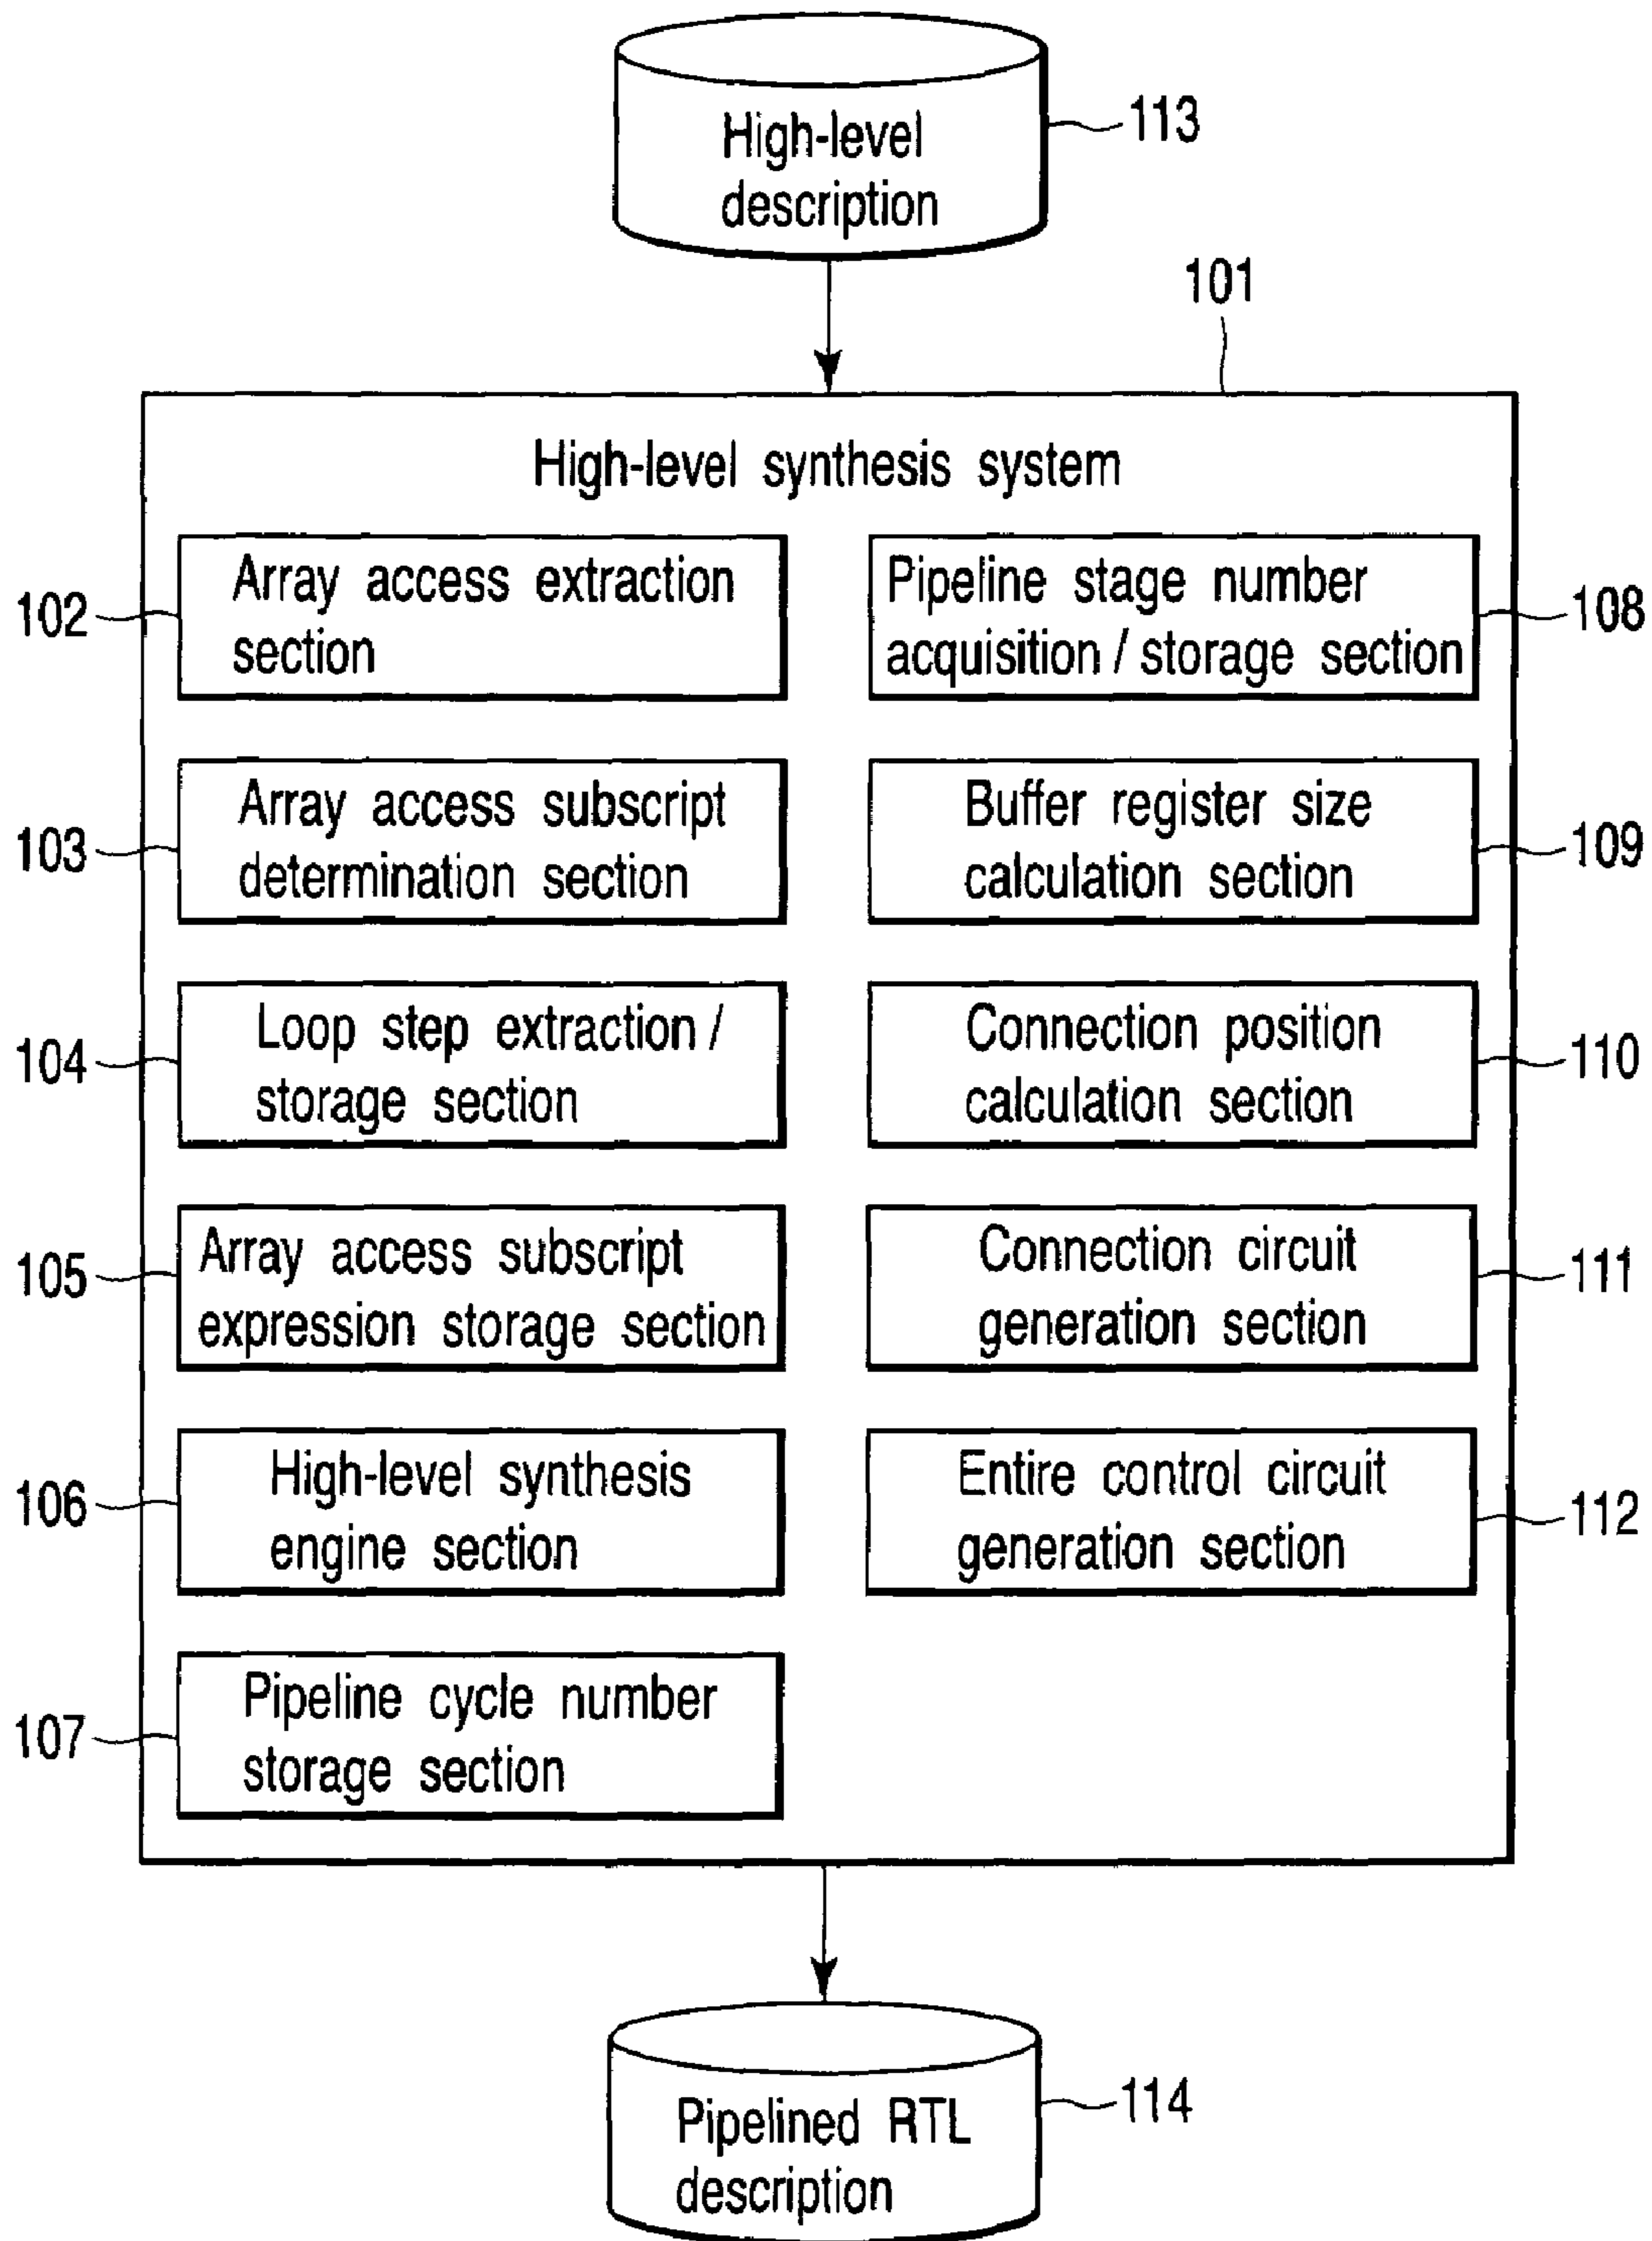 High-level
description
113
101
High-level synthesis system
102
Array access extraction
section
Pipeline stage number
acquisition / storage section
108
103
Array access subscript
determination section
Buffer register size
calculation section
109
104
Loop step extraction /
storage section
Connection position
calculation section
110
105
Array access subscript
expression storage section
Connection circuit
generation section
111
106
High-level synthesis
engine section
Entire control circuit
generation section
112
107
Pipeline cycle number
storage section
Pipelined RTL
description
114